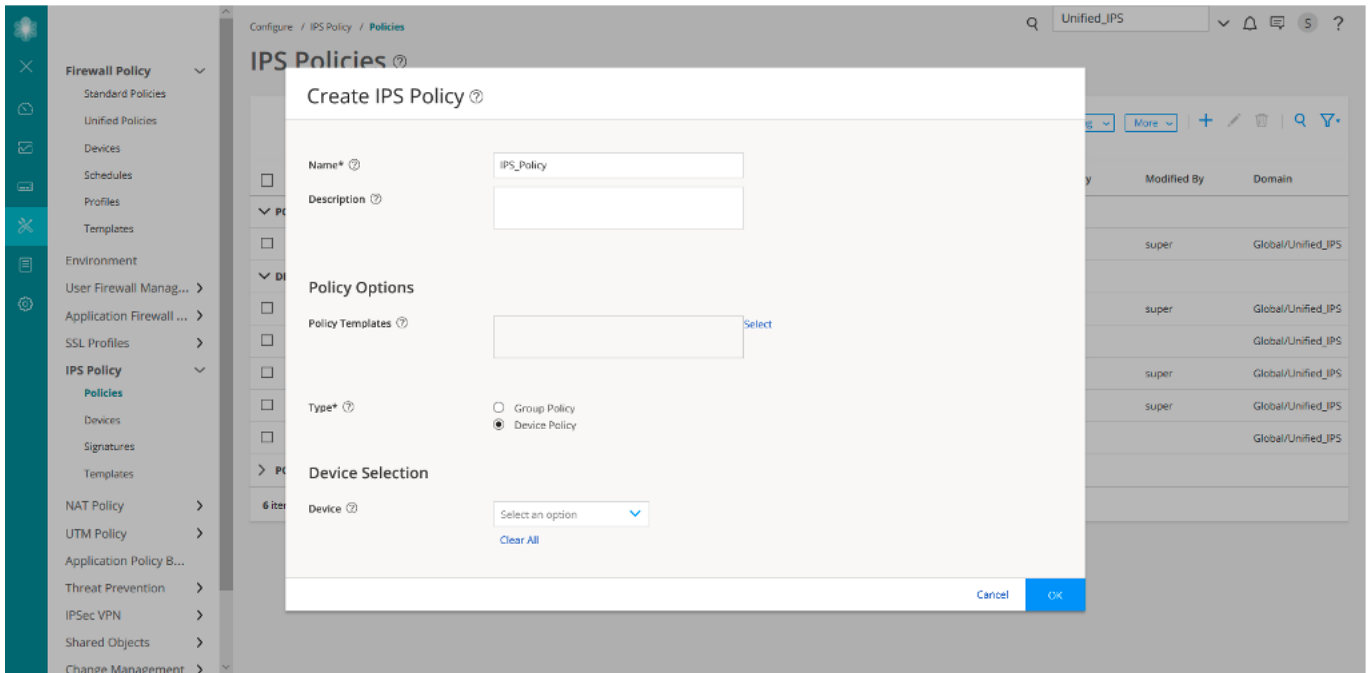 Configure / IPS Policy / Policies
Unified_IPS
S
?
IPS Policies
Firewall Policy
Standard Policies
Unified Policies
Devices
Schedules
Profiles
Templates
Environment
User Firewall Manag...
Application Firewall ...
SSL Profiles
IPS Policy
Policies
Devices
Signatures
Templates
NAT Policy
UTM Policy
Application Policy B...
Threat Prevention
IPSec VPN
Shared Objects
Change Management
Create IPS Policy
Name*
IPS_Policy
Description
Policy Options
Policy Templates
Select
Type*
Group Policy
Device Policy
Device Selection
Device
Select an option
Clear All
Cancel
OK
More
Modified By Domain
super Global/Unified_IPS
super Global/Unified_IPS
Global/Unified_IPS
super Global/Unified_IPS
super Global/Unified_IPS
Global/Unified_IPS